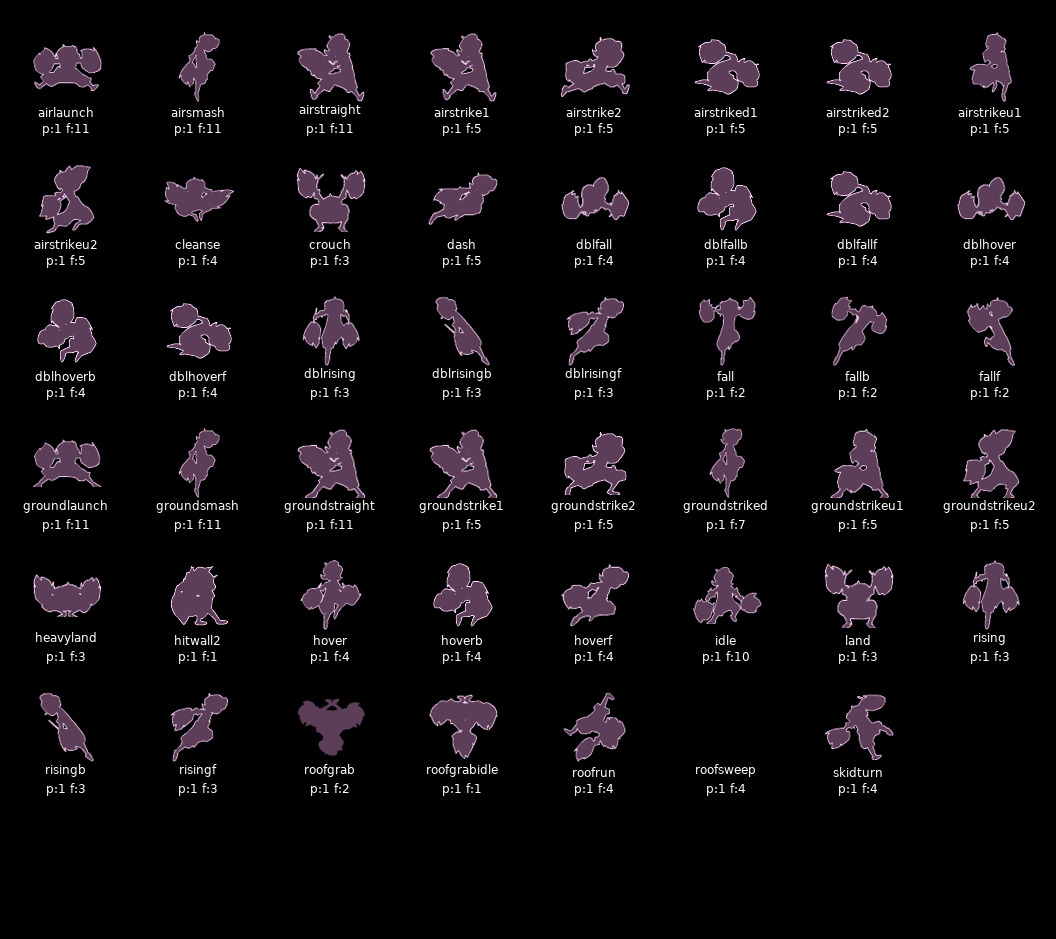 airlaunch airsmash airstraight airstrike1 airstrike2 airstriked1 airstriked2 airstrikeu1
p:1 f:11 p:1 f:11 p:1 f:11 p:1 f:5 p:1 f:5 p:1 f:5 p:1 f:5 p:1 f:5
airstrikeu2 cleanse crouch dash dblfall dblfallb dblfallf dblhover
p:1 f:5 p:1 f:4 p:1 f:3 p:1 f:5 p:1 f:4 p:1 f:4 p:1 f:4 p:1 f:4
dblhoverb dblhoverf dblrising dblrisingb dblrisingf fall fallb fallf
p:1 f:4 p:1 f:4 p:1 f:3 p:1 f:3 p:1 f:3 p:1 f:2 p:1 f:2 p:1 f:2
groundlaunch groundsmash groundstraight groundstrike1 groundstrike2 groundstriked groundstrikeu1 groundstrikeu2
p:1 f:11 p:1 f:11 p:1 f:11 p:1 f:5 p:1 f:5 p:1 f:7 p:1 f:5 p:1 f:5
heavyland hitwall2 hover hoverb hoverf idle land rising
p:1 f:3 p:1 f:1 p:1 f:4 p:1 f:4 p:1 f:4 p:1 f:10 p:1 f:3 p:1 f:3
risingb risingf roofgrab roofgrabidle roofrun roofsweep skidturn
p:1 f:3 p:1 f:3 p:1 f:2 p:1 f:1 p:1 f:4 p:1 f:4 p:1 f:4